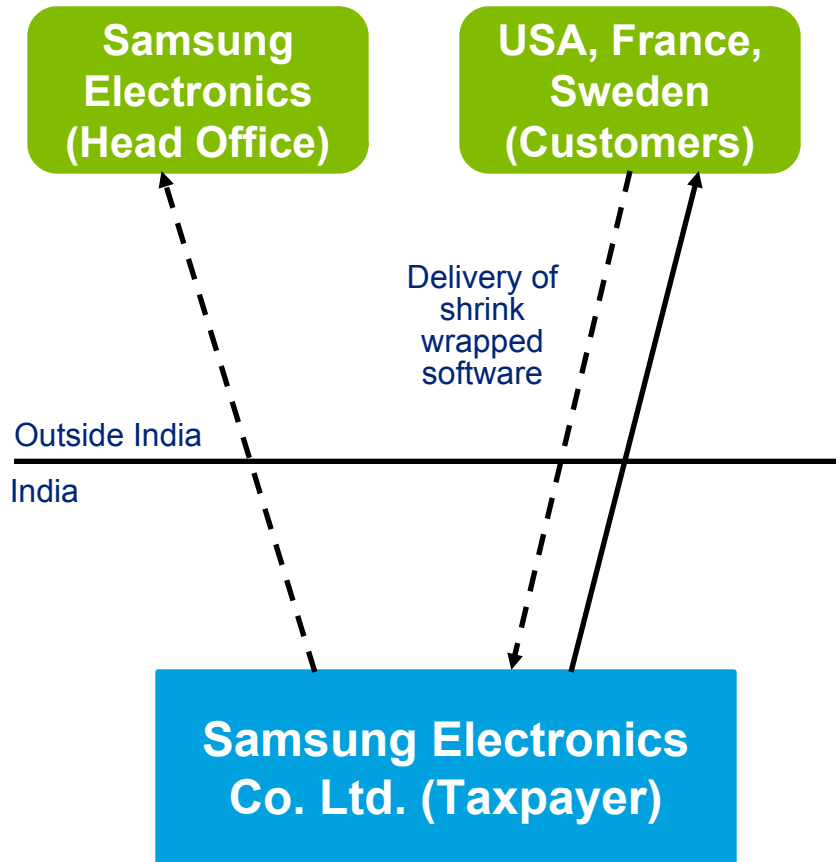 Samsung
Electronics
(Head Office)
USA, France,
Sweden
(Customers)
Delivery of
shrink
wrapped
software
Outside India
India
Samsung Electronics
Co. Ltd. (Taxpayer)